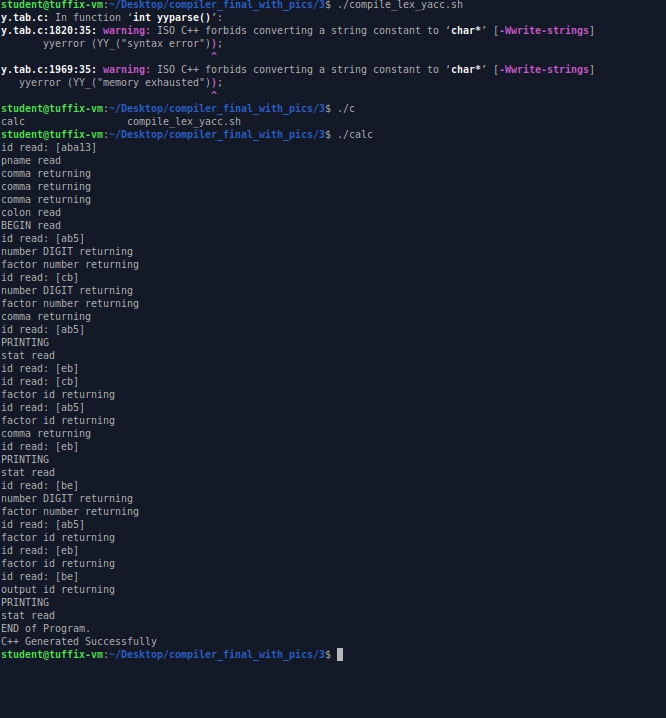 student@tuffix-vm:~/Desktop/compiler_final_with_pics/3$ ./compile_lex_yacc.sh
y.tab.c: In function ‘int yyparse()’:
y.tab.c:1820:35: warning: ISO C++ forbids converting a string constant to ‘char*’ [-Wwrite-strings]
yyerror (YY_("syntax error"));
^
y.tab.c:1969:35: warning: ISO C++ forbids converting a string constant to ‘char*’ [-Wwrite-strings]
yyerror (YY_("memory exhausted"));
^
student@tuffix-vm:~/Desktop/compiler_final_with_pics/3$ ./c
calc compile_lex_yacc.sh
student@tuffix-vm:~/Desktop/compiler_final_with_pics/3$ ./calc
id read: [aba13]
pname read
comma returning
comma returning
comma returning
colon read
BEGIN read
id read: [ab5]
number DIGIT returning
factor number returning
id read: [cb]
number DIGIT returning
factor number returning
comma returning
id read: [ab5]
PRINTING
stat read
id read: [eb]
id read: [cb]
factor id returning
id read: [ab5]
factor id returning
comma returning
id read: [eb]
PRINTING
stat read
id read: [be]
number DIGIT returning
factor number returning
id read: [ab5]
factor id returning
id read: [eb]
factor id returning
id read: [be]
output id returning
PRINTING
stat read
END of Program.
C++ Generated Successfully
student@tuffix-vm:~/Desktop/compiler_final_with_pics/3$